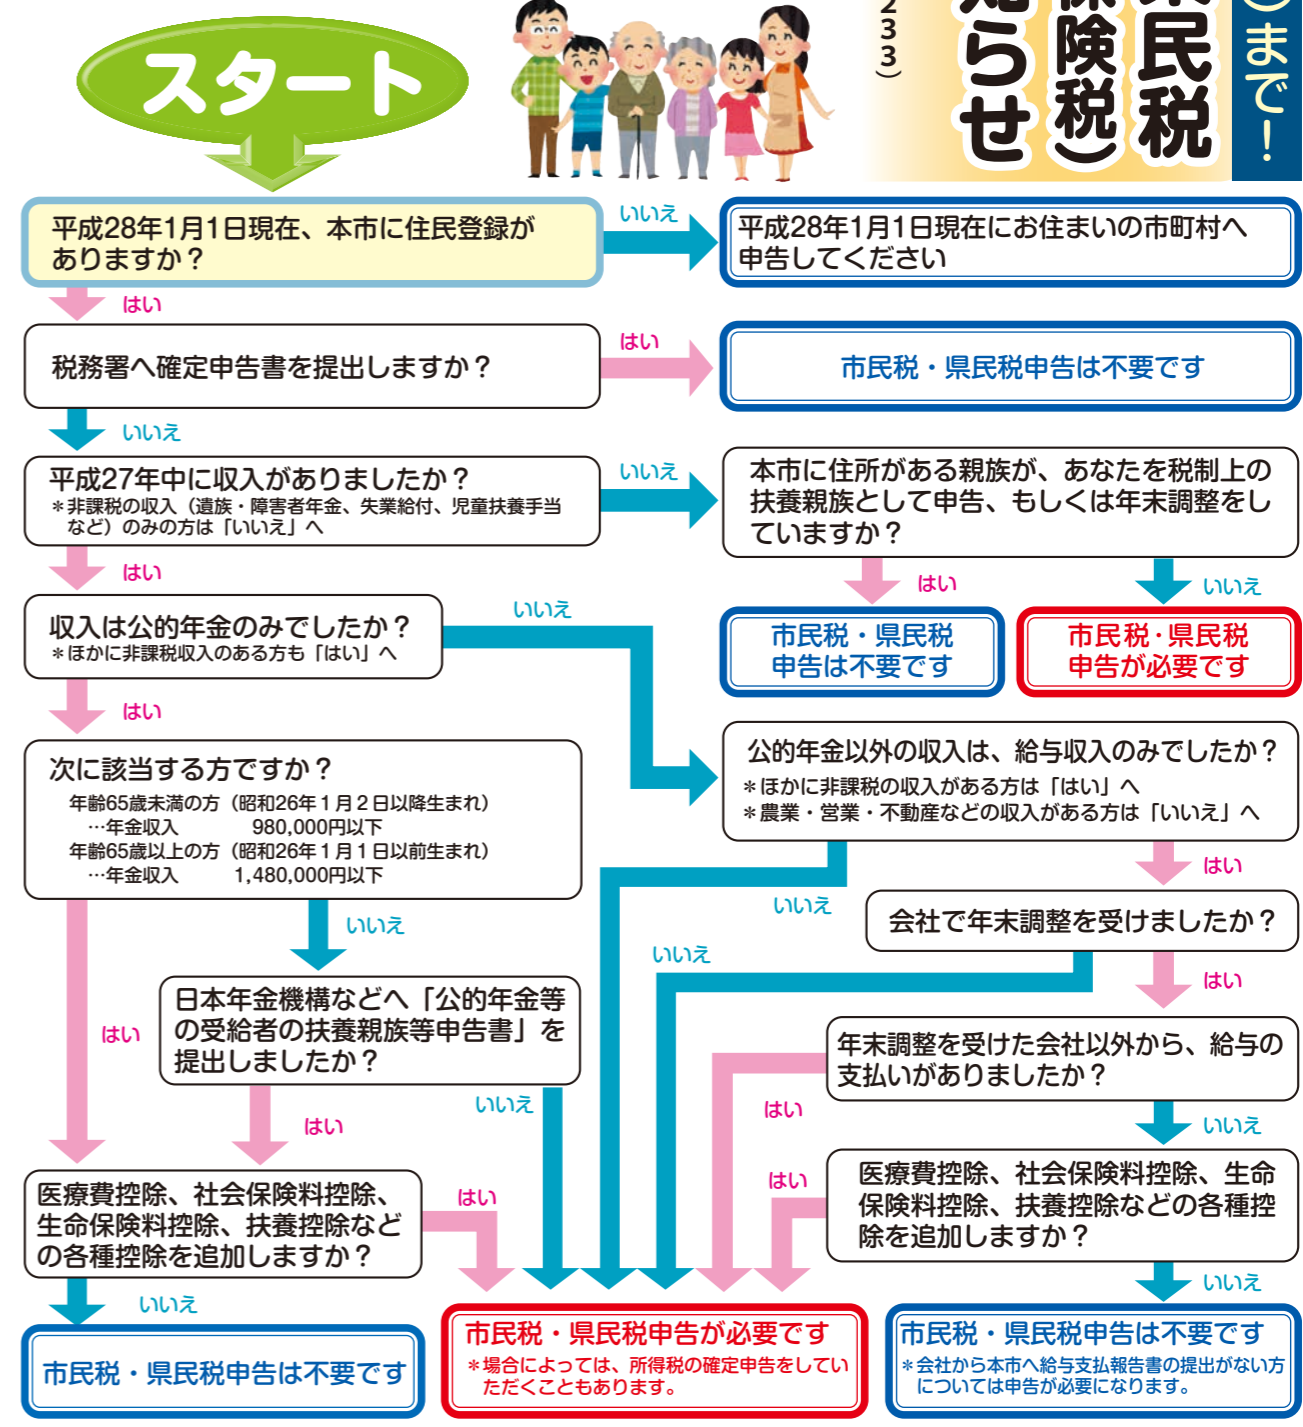 まで！
県民税
保険税）
知らせ
２３３）
スタート
平成28年1月1日現在、本市に住民登録が
ありますか？
いいえ
平成28年1月1日現在にお住まいの市町村へ
申告してください
はい
税務署へ確定申告書を提出しますか？
はい
市民税・県民税申告は不要です
いいえ
平成27年中に収入がありましたか？
＊非課税の収入（遺族・障害者年金、失業給付、児童扶養手当
など）のみの方は「いいえ」へ
いいえ
本市に住所がある親族が、あなたを税制上の
扶養親族として申告、もしくは年末調整をし
ていますか？
はい
はい
いいえ
市民税・県民税
申告は不要です
市民税・県民税
申告が必要です
収入は公的年金のみでしたか？
＊ほかに非課税収入のある方も「はい」へ
いいえ
はい
公的年金以外の収入は、給与収入のみでしたか？
＊ほかに非課税の収入がある方は「はい」へ
＊農業・営業・不動産などの収入がある方は「いいえ」へ
次に該当する方ですか？
年齢65歳未満の方（昭和26年１月２日以降生まれ）
…年金収入 980,000円以下
年齢65歳以上の方（昭和26年１月１日以前生まれ）
…年金収入 1,480,000円以下
いいえ
はい
会社で年末調整を受けましたか？
いいえ
いいえ
はい
日本年金機構などへ「公的年金等
の受給者の扶養親族等申告書」を
提出しましたか？
はい
年末調整を受けた会社以外から、給与の
支払いがありましたか？
いいえ
はい
はい
いいえ
医療費控除、社会保険料控除、
生命保険料控除、扶養控除など
の各種控除を追加しますか？
はい
はい
医療費控除、社会保険料控除、生命
保険料控除、扶養控除などの各種控
除を追加しますか？
いいえ
いいえ
市民税・県民税申告は不要です
市民税・県民税申告が必要です
＊場合によっては、所得税の確定申告をしてい
ただくこともあります。
市民税・県民税申告は不要です
＊会社から本市へ給与支払報告書の提出がない方
については申告が必要になります。